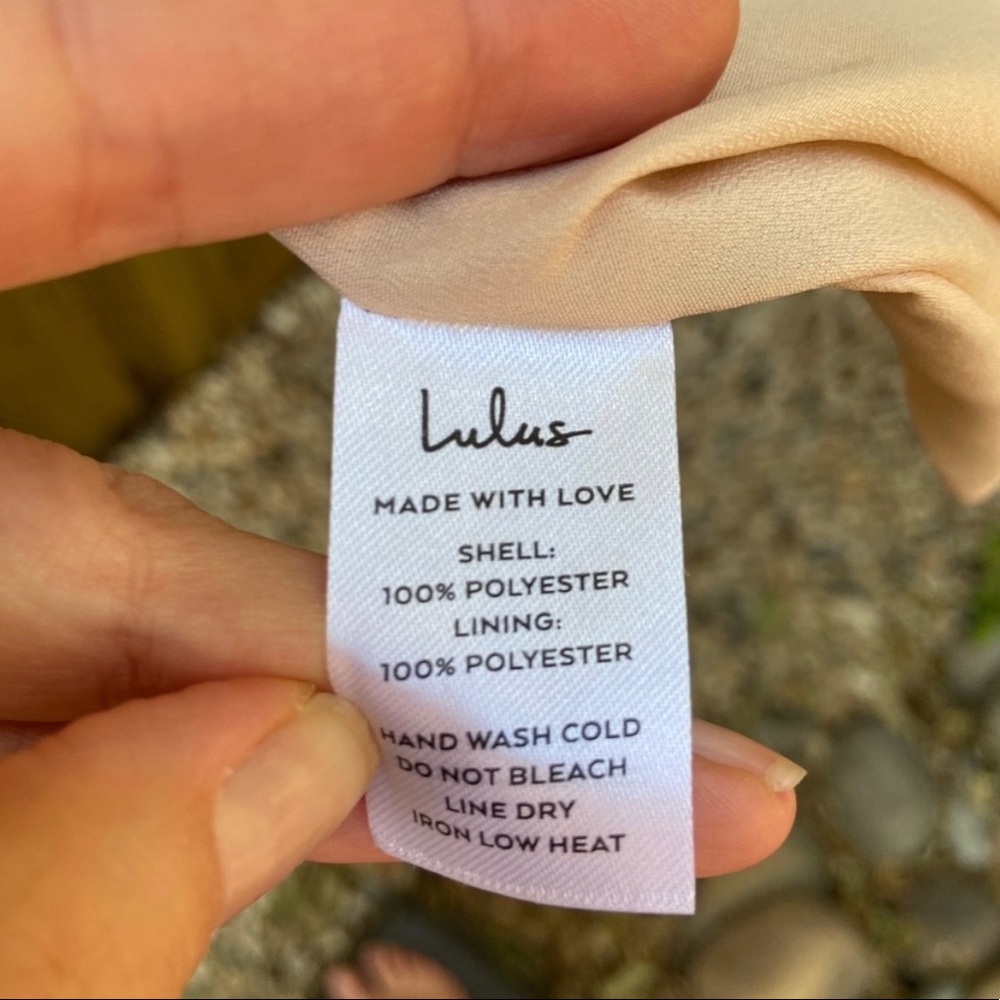 Lulus
MADE WITH LOVE
SHELL:
100% POLYESTER
LINING:
100% POLYESTER
HAND WASH COLD
DO NOT BLEACH
LINE DRY
IRON LOW HEAT